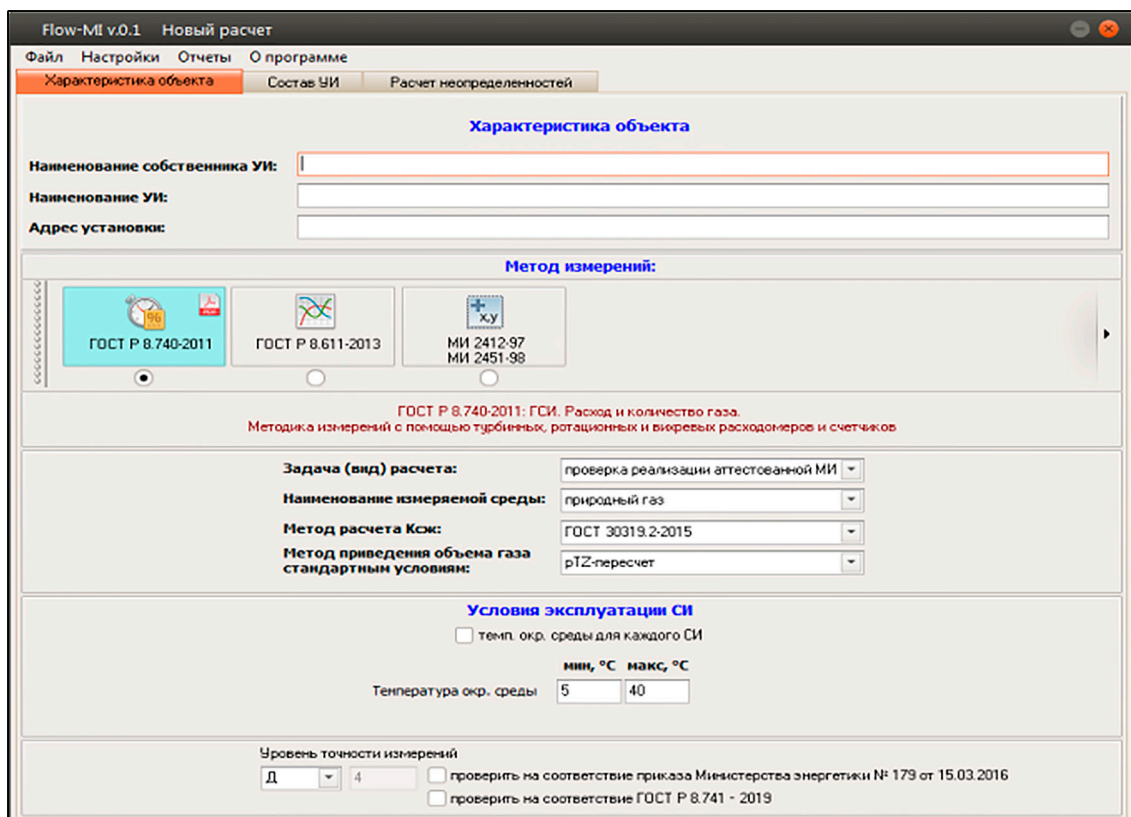 Flow-MI v.0.1 Новый расчет
Файл Настройки Отчеты О программе
Характеристика объекта Состав УИ Расчет неопределенностей
Характеристика объекта
Наименование собственника УИ:
Наименование УИ:
Адрес установки:
Метод измерений:
ГОСТ Р 8.740-2011 ГОСТ Р 8.611-2013 МИ 2412-97
МИ 2451-98
ГОСТ Р 8.740-2011: ГСИ. Расход и количество газа.
Методика измерений с помощью турбинных, ротационных и вихревых расходомеров и счетчиков
Задача (вид) расчета: проверка реализации аттестованной МИ
Наименование измеряемой среды: природный газ
Метод расчета Ксж: ГОСТ 30319.2-2015
Метод приведения объема газа
стандартным условиям: pTZ-пересчет
Условия эксплуатации СИ
темп. окр. среды для каждого СИ
мин, °С макс, °С
Температура окр. среды 5 40
Уровень точности измерений
Д 4 проверить на соответствие приказа Министерства энергетики № 179 от 15.03.2016
проверить на соответствие ГОСТ Р 8.741 - 2019